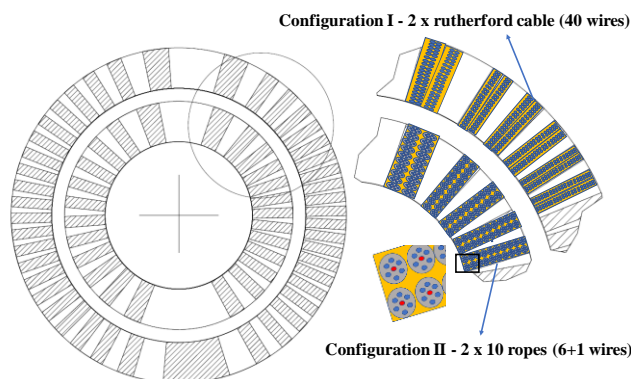 Configuration I - 2 x rutherford cable (40 wires)
Configuration II - 2 x 10 ropes (6+1 wires)